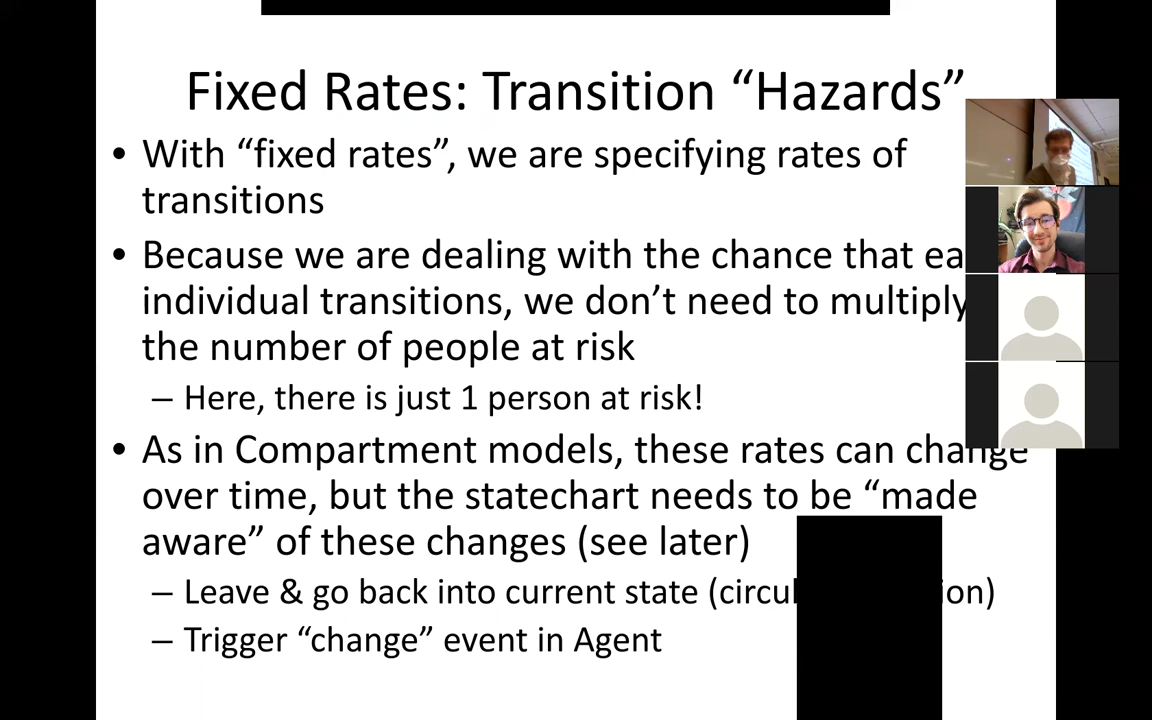 Fixed Rates: Transition “Hazards”
• With “fixed rates”, we are specifying rates of
transitions
• Because we are dealing with the chance that
individual transitions, we don’t need to multiply
the number of people at risk
– Here, there is just 1 person at risk!
• As in Compartment models, these rates can change
over time, but the statechart needs to be “made
aware” of these changes (see later)
– Leave & go back into current state
– Trigger “change” event in Agent